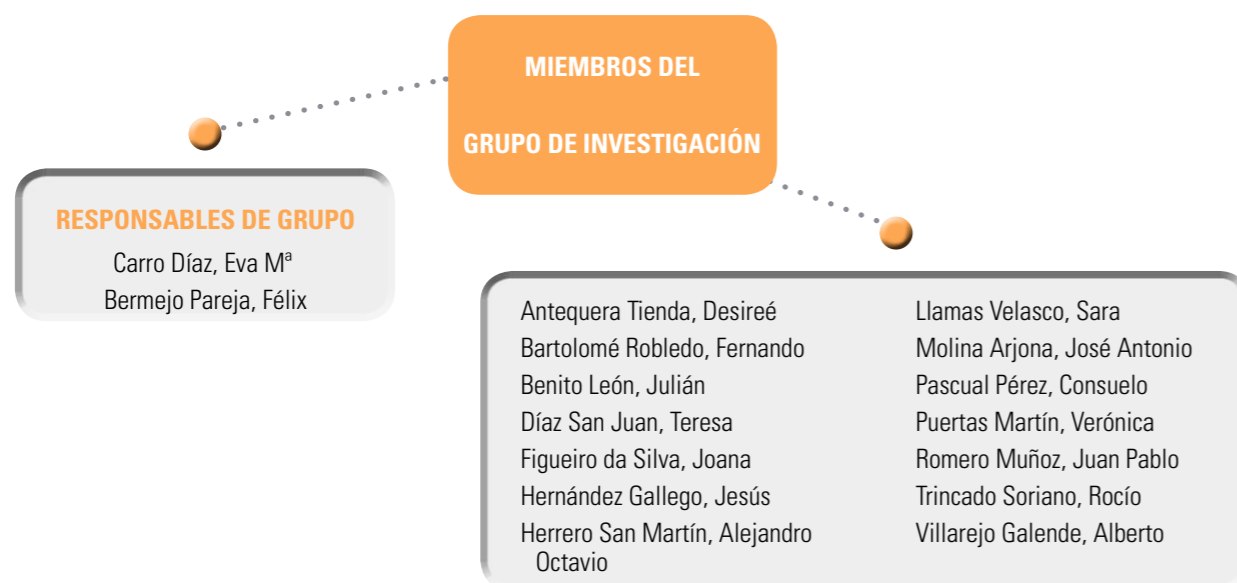 MIEMBROS DEL
GRUPO DE INVESTIGACIÓN
RESPONSABLES DE GRUPO
Carro Díaz, Eva Mª
Bermejo Pareja, Félix
Antequera Tienda, Desireé
Bartolomé Robledo, Fernando
Benito León, Julián
Díaz San Juan, Teresa
Figueiro da Silva, Joana
Hernández Gallego, Jesús
Herrero San Martín, Alejandro
Octavio
Llamas Velasco, Sara
Molina Arjona, José Antonio
Pascual Pérez, Consuelo
Puertas Martín, Verónica
Romero Muñoz, Juan Pablo
Trincado Soriano, Rocío
Villarejo Galende, Alberto